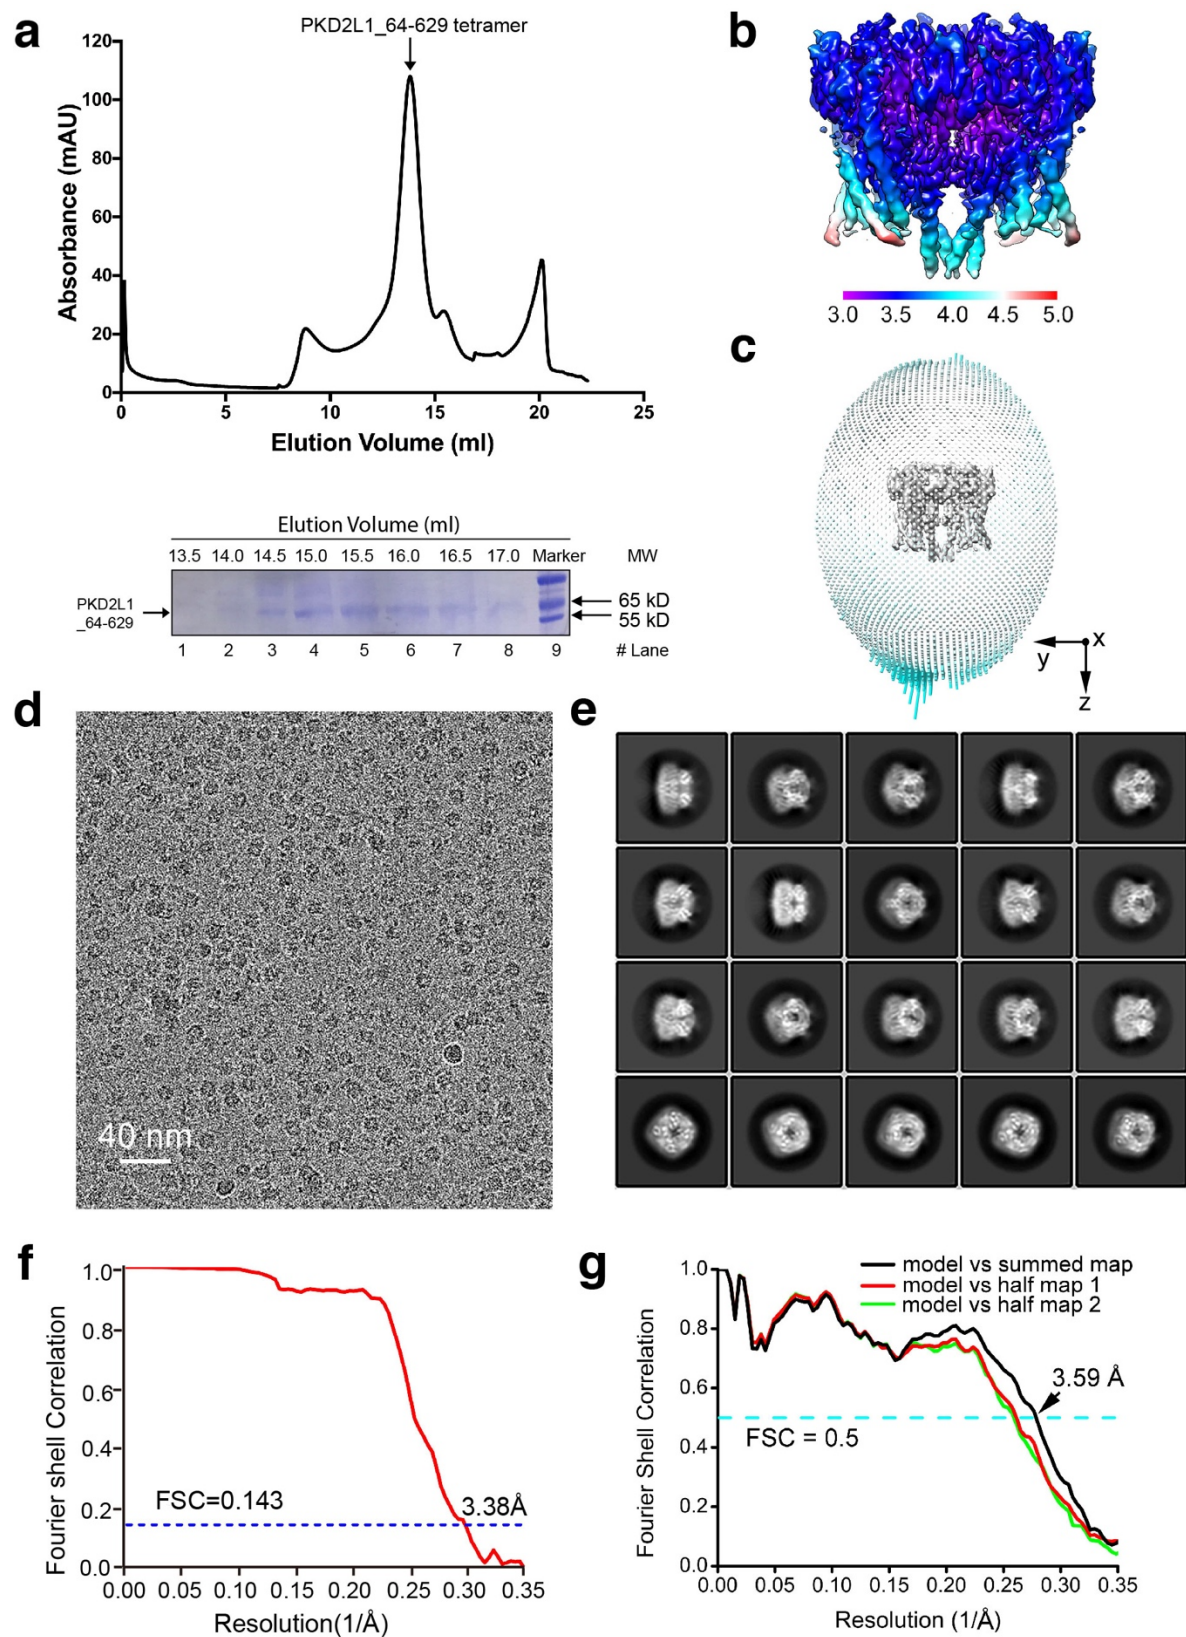 a
PKD2L1_64-629 tetramer
120
100
80
60
40
20
0
Absorbance (mAU)
0 5 10 15 20 25
Elution Volume (ml)
Elution Volume (ml)
13.5 14.0 14.5 15.0 15.5 16.0 16.5 17.0 Marker MW
PKD2L1
_64-629
65 kD
55 kD
1 2 3 4 5 6 7 8 9 # Lane
b
3.0 3.5 4.0 4.5 5.0
c
x
y
z
d
40 nm
e
f
1.0
0.8
0.6
0.4
0.2
0.0
Fourier shell Correlation
FSC=0.143
3.38Å
0.00 0.05 0.10 0.15 0.20 0.25 0.30 0.35
Resolution(1/Å)
g
model vs summed map
model vs half map 1
model vs half map 2
1.0
0.8
0.6
0.4
0.2
0.0
Fourier Shell Correlation
3.59 Å
FSC = 0.5
0.00 0.05 0.10 0.15 0.20 0.25 0.30 0.35
Resolution (1/Å)